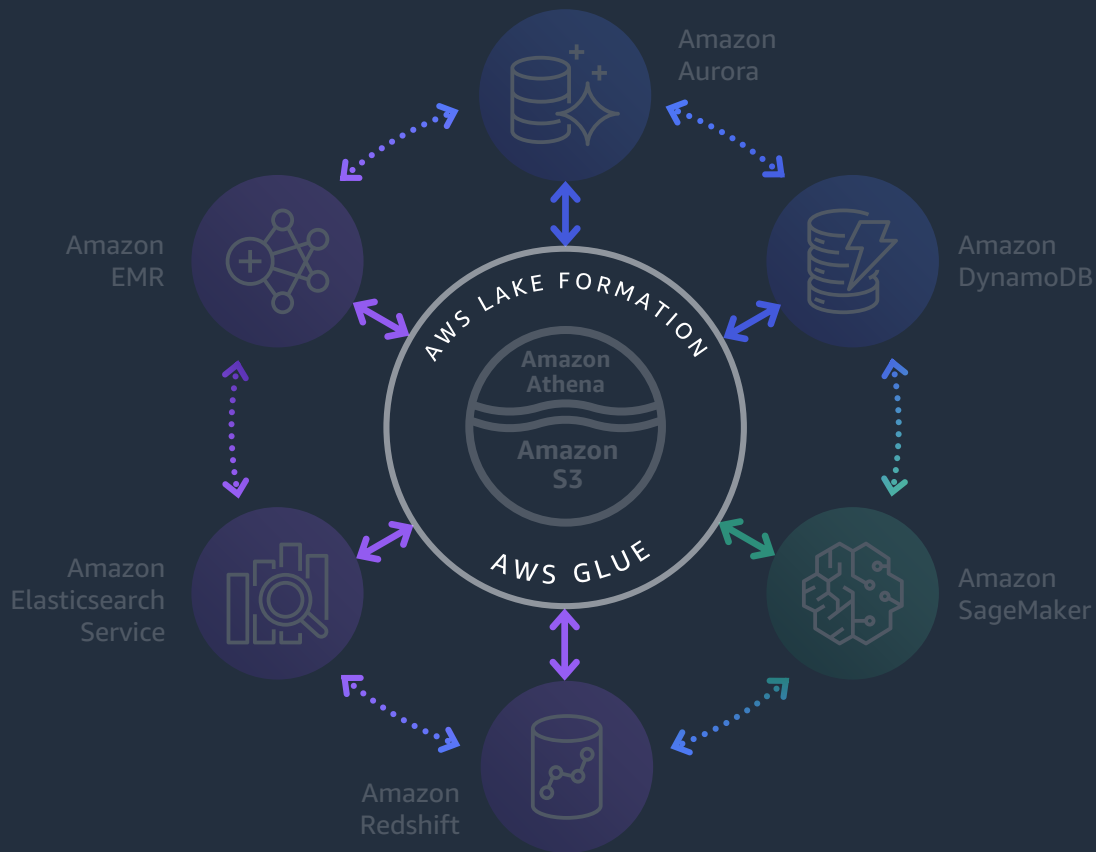 Amazon
Aurora
Amazon
EMR
Amazon
DynamoDB
AWS LAKE FORMATION
Amazon
Athena
Amazon
S3
AWS GLUE
Amazon
Elasticsearch
Service
Amazon
SageMaker
Amazon
Redshift